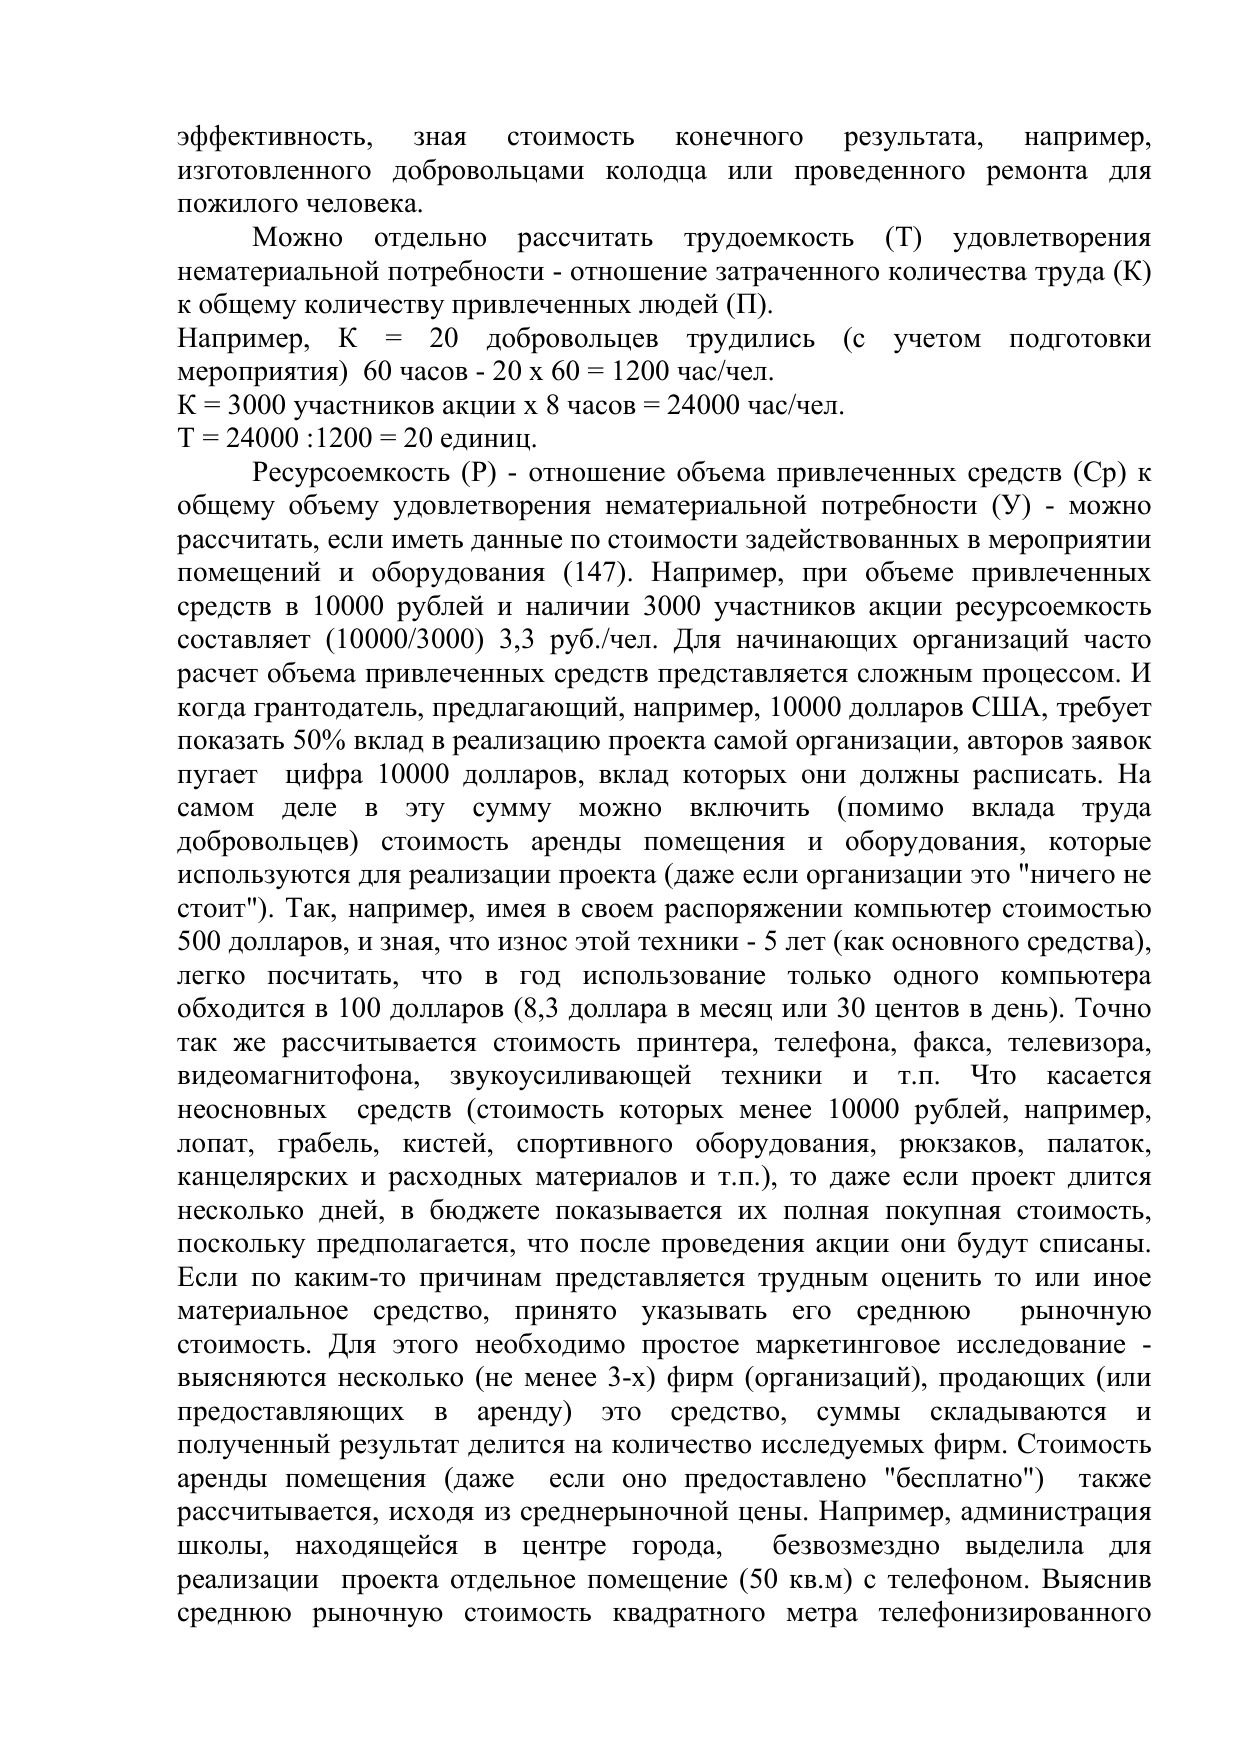 эффективность, зная стоимость конечного результата, например,
изготовленного добровольцами колодца или проведенного ремонта для
пожилого человека.
Можно отдельно рассчитать трудоемкость (Т) удовлетворения
нематериальной потребности - отношение затраченного количества труда (К)
к общему количеству привлеченных людей (П).
Например, К = 20 добровольцев трудились (с учетом подготовки
мероприятия) 60 часов - 20 х 60 = 1200 час/чел.
К = 3000 участников акции х 8 часов = 24000 час/чел.
Т = 24000 :1200 = 20 единиц.
Ресурсоемкость (Р) - отношение объема привлеченных средств (Ср) к
общему объему удовлетворения нематериальной потребности (У) - можно
рассчитать, если иметь данные по стоимости задействованных в мероприятии
помещений и оборудования (147). Например, при объеме привлеченных
средств в 10000 рублей и наличии 3000 участников акции ресурсоемкость
составляет (10000/3000) 3,3 руб./чел. Для начинающих организаций часто
расчет объема привлеченных средств представляется сложным процессом. И
когда грантодатель, предлагающий, например, 10000 долларов США, требует
показать 50% вклад в реализацию проекта самой организации, авторов заявок
пугает цифра 10000 долларов, вклад которых они должны расписать. На
самом деле в эту сумму можно включить (помимо вклада труда
добровольцев) стоимость аренды помещения и оборудования, которые
используются для реализации проекта (даже если организации это "ничего не
стоит"). Так, например, имея в своем распоряжении компьютер стоимостью
500 долларов, и зная, что износ этой техники - 5 лет (как основного средства),
легко посчитать, что в год использование только одного компьютера
обходится в 100 долларов (8,3 доллара в месяц или 30 центов в день). Точно
так же рассчитывается стоимость принтера, телефона, факса, телевизора,
видеомагнитофона, звукоусиливающей техники и т.п. Что касается
неосновных средств (стоимость которых менее 10000 рублей, например,
лопат, грабель, кистей, спортивного оборудования, рюкзаков, палаток,
канцелярских и расходных материалов и т.п.), то даже если проект длится
несколько дней, в бюджете показывается их полная покупная стоимость,
поскольку предполагается, что после проведения акции они будут списаны.
Если по каким-то причинам представляется трудным оценить то или иное
материальное средство, принято указывать его среднюю рыночную
стоимость. Для этого необходимо простое маркетинговое исследование -
выясняются несколько (не менее 3-х) фирм (организаций), продающих (или
предоставляющих в аренду) это средство, суммы складываются и
полученный результат делится на количество исследуемых фирм. Стоимость
аренды помещения (даже если оно предоставлено "бесплатно") также
рассчитывается, исходя из среднерыночной цены. Например, администрация
школы, находящейся в центре города, безвозмездно выделила для
реализации проекта отдельное помещение (50 кв.м) с телефоном. Выяснив
среднюю рыночную стоимость квадратного метра телефонизированного